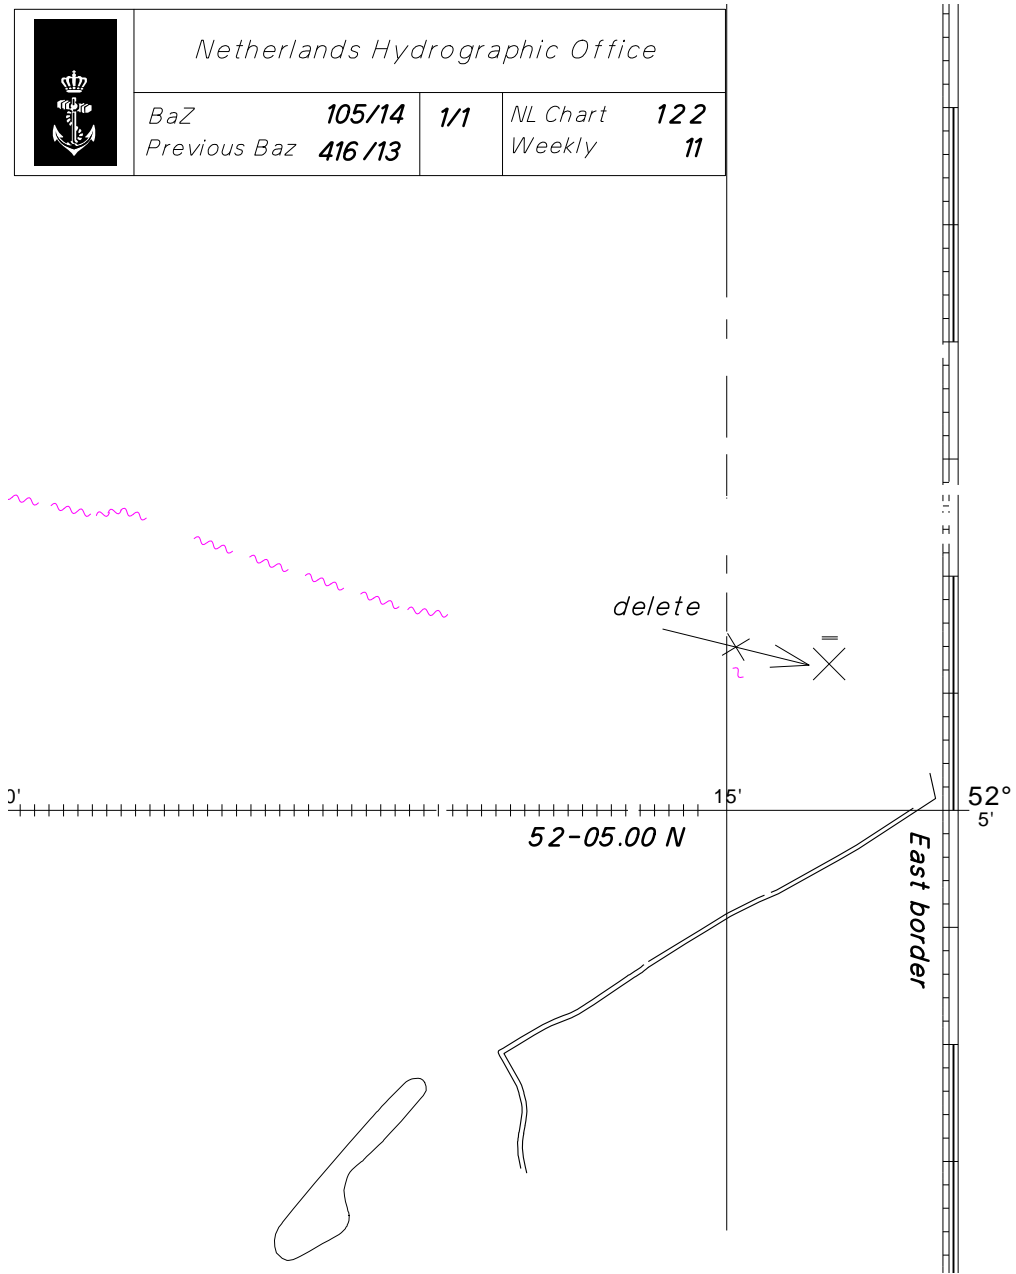 Netherlands Hydrographic Office
BaZ 105/14 1/1 NL Chart 122
Previous Baz 416/13 Weekly 11
delete
0' 15' 52°
5'
52-05.00 N
East border